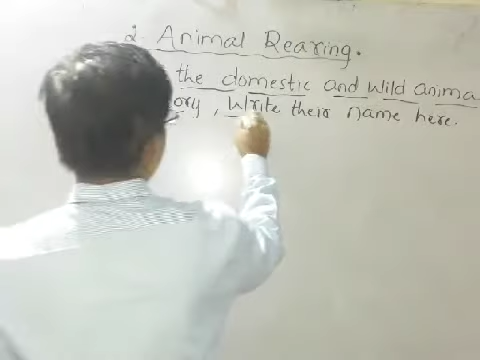 2. Animal Rearing.
the domestic and wild anima
ory, Write their name here.